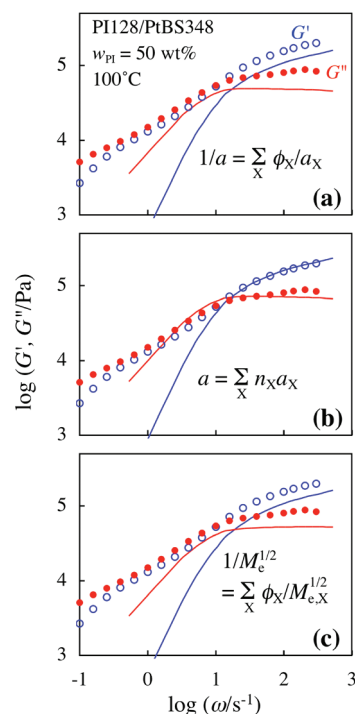 PI128/PtBS348
w_PI = 50 wt%
100°C
G'
G"
5
4
3
1/a = Σ_X ϕ_X/a_X
(a)
5
4
3
a = Σ_X n_X a_X
(b)
log (G', G"/Pa)
5
4
3
1/M_e^{1/2}
= Σ_X ϕ_X/M_{e,X}^{1/2}
(c)
-1 0 1 2 3
log (ω/s⁻¹)